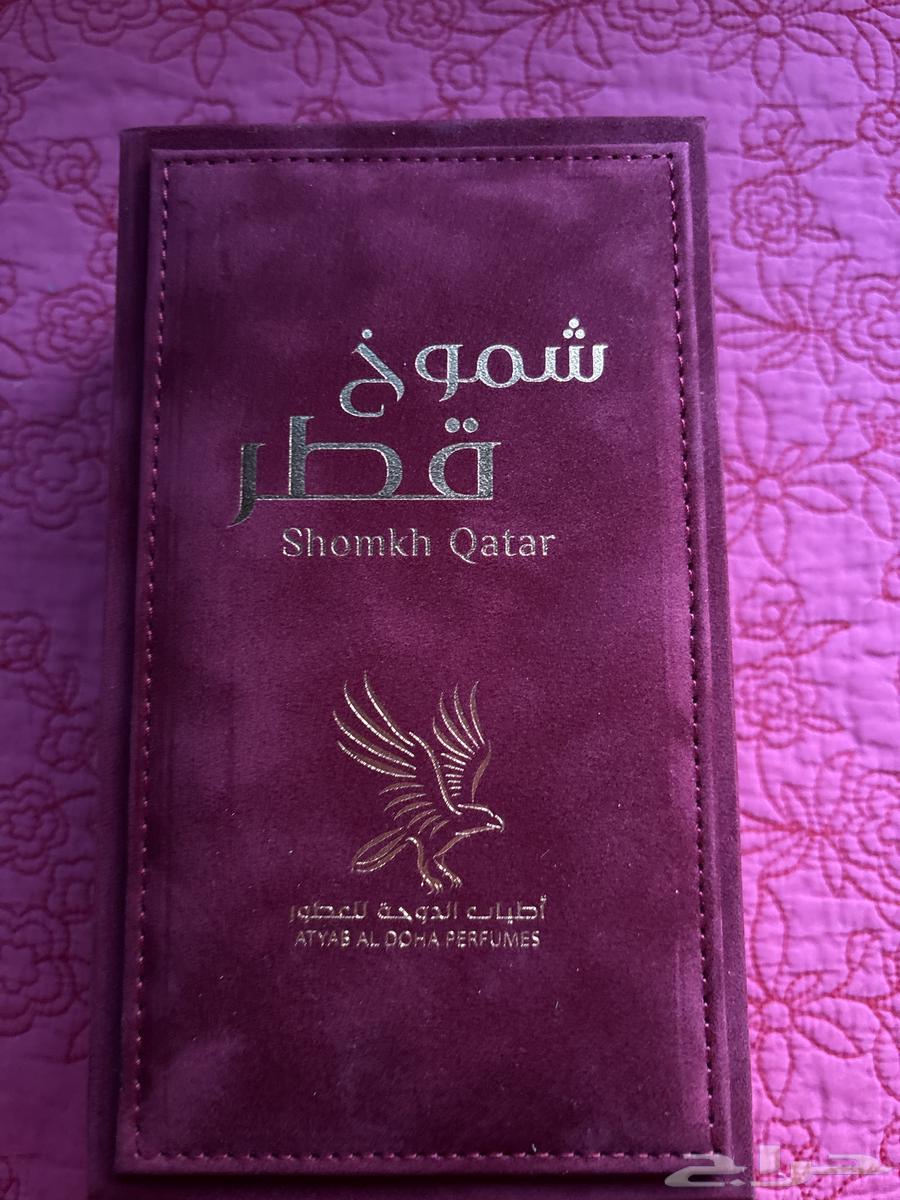 شموخ
قطر
Shomkh Qatar
أطياب الدوحة للعطور
ATYAB AL DOHA PERFUMES
حراج